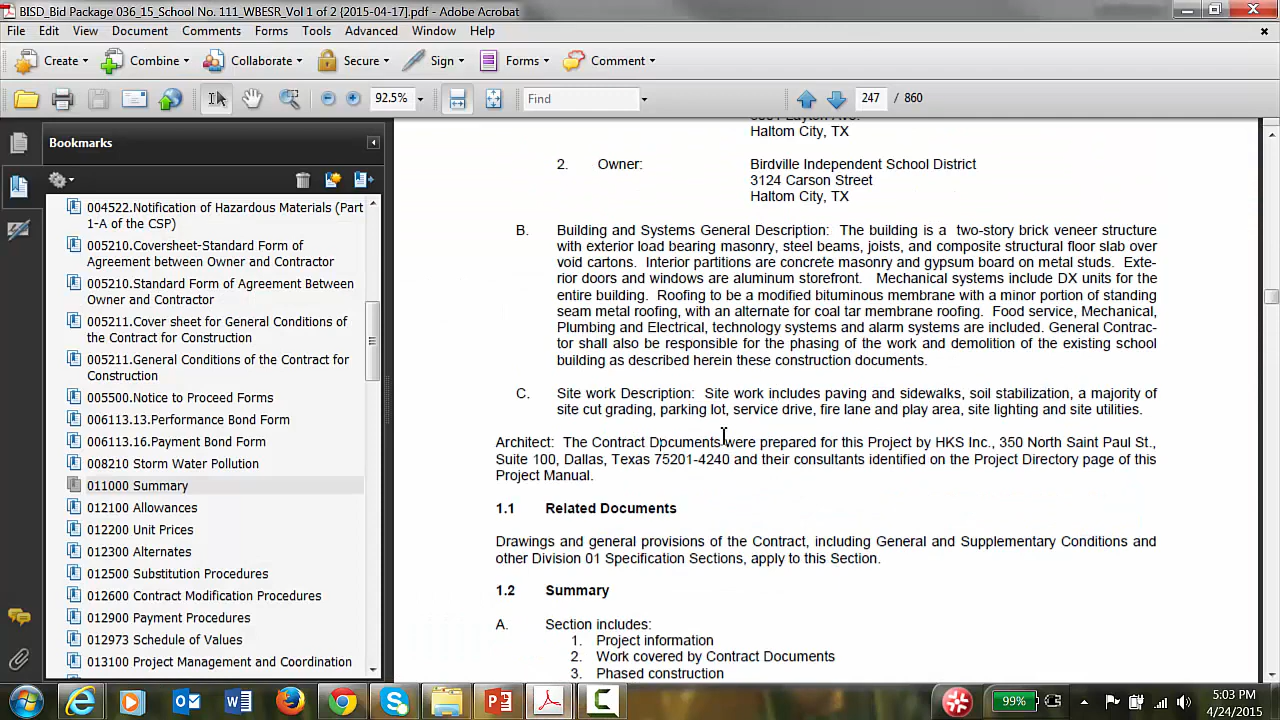 BISD_Bid Package 036_15_School No. 111_WBESR_Vol 1 of 2 {2015-04-17}.pdf - Adobe Acrobat
File Edit View Document Comments Forms Tools Advanced Window Help
Create Combine Collaborate Secure Sign Forms Comment
92.5% Find 247 / 860
Bookmarks
004522.Notification of Hazardous Materials (Part
1-A of the CSP)
005210.Coversheet-Standard Form of
Agreement between Owner and Contractor
005210.Standard Form of Agreement Between
Owner and Contractor
005211.Cover sheet for General Conditions of
the Contract for Construction
005211.General Conditions of the Contract for
Construction
005500.Notice to Proceed Forms
006113.13.Performance Bond Form
006113.16.Payment Bond Form
008210 Storm Water Pollution
011000 Summary
012100 Allowances
012200 Unit Prices
012300 Alternates
012500 Substitution Procedures
012600 Contract Modification Procedures
012900 Payment Procedures
012973 Schedule of Values
013100 Project Management and Coordination
Haltom City, TX
2. Owner: Birdville Independent School District
3124 Carson Street
Haltom City, TX
B. Building and Systems General Description: The building is a two-story brick veneer structure
with exterior load bearing masonry, steel beams, joists, and composite structural floor slab over
void cartons. Interior partitions are concrete masonry and gypsum board on metal studs. Exte-
rior doors and windows are aluminum storefront. Mechanical systems include DX units for the
entire building. Roofing to be a modified bituminous membrane with a minor portion of standing
seam metal roofing, with an alternate for coal tar membrane roofing. Food service, Mechanical,
Plumbing and Electrical, technology systems and alarm systems are included. General Contrac-
tor shall also be responsible for the phasing of the work and demolition of the existing school
building as described herein these construction documents.
C. Site work Description: Site work includes paving and sidewalks, soil stabilization, a majority of
site cut grading, parking lot, service drive, fire lane and play area, site lighting and site utilities.
Architect: The Contract Documents were prepared for this Project by HKS Inc., 350 North Saint Paul St.,
Suite 100, Dallas, Texas 75201-4240 and their consultants identified on the Project Directory page of this
Project Manual.
1.1 Related Documents
Drawings and general provisions of the Contract, including General and Supplementary Conditions and
other Division 01 Specification Sections, apply to this Section.
1.2 Summary
A. Section includes:
1. Project information
2. Work covered by Contract Documents
3. Phased construction
99% 5:03 PM
4/24/2015